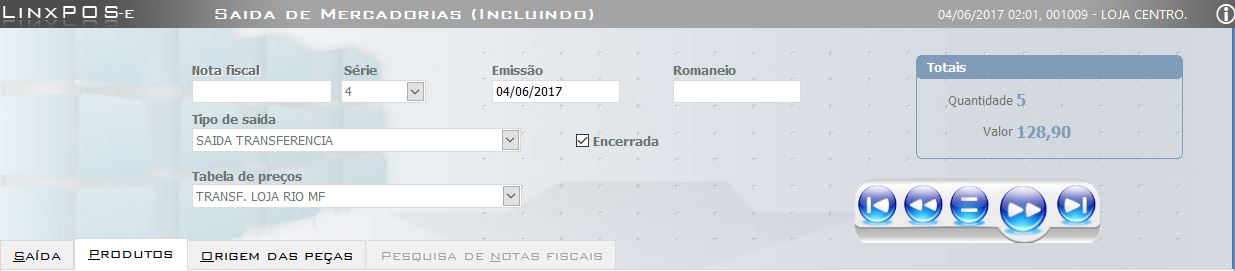 LINXPOS-E SAIDA DE MERCADORIAS (INCLUINDO) 04/06/2017 02:01, 001009 - LOJA CENTRO.
Nota fiscal Série Emissão Romaneio Totais
4 04/06/2017 Quantidade 5
Tipo de saída Valor 128,90
SAIDA TRANSFERENCIA Encerrada
Tabela de preços
TRANSF. LOJA RIO MF
SAÍDA PRODUTOS ORIGEM DAS PEÇAS PESQUISA DE NOTAS FISCAIS